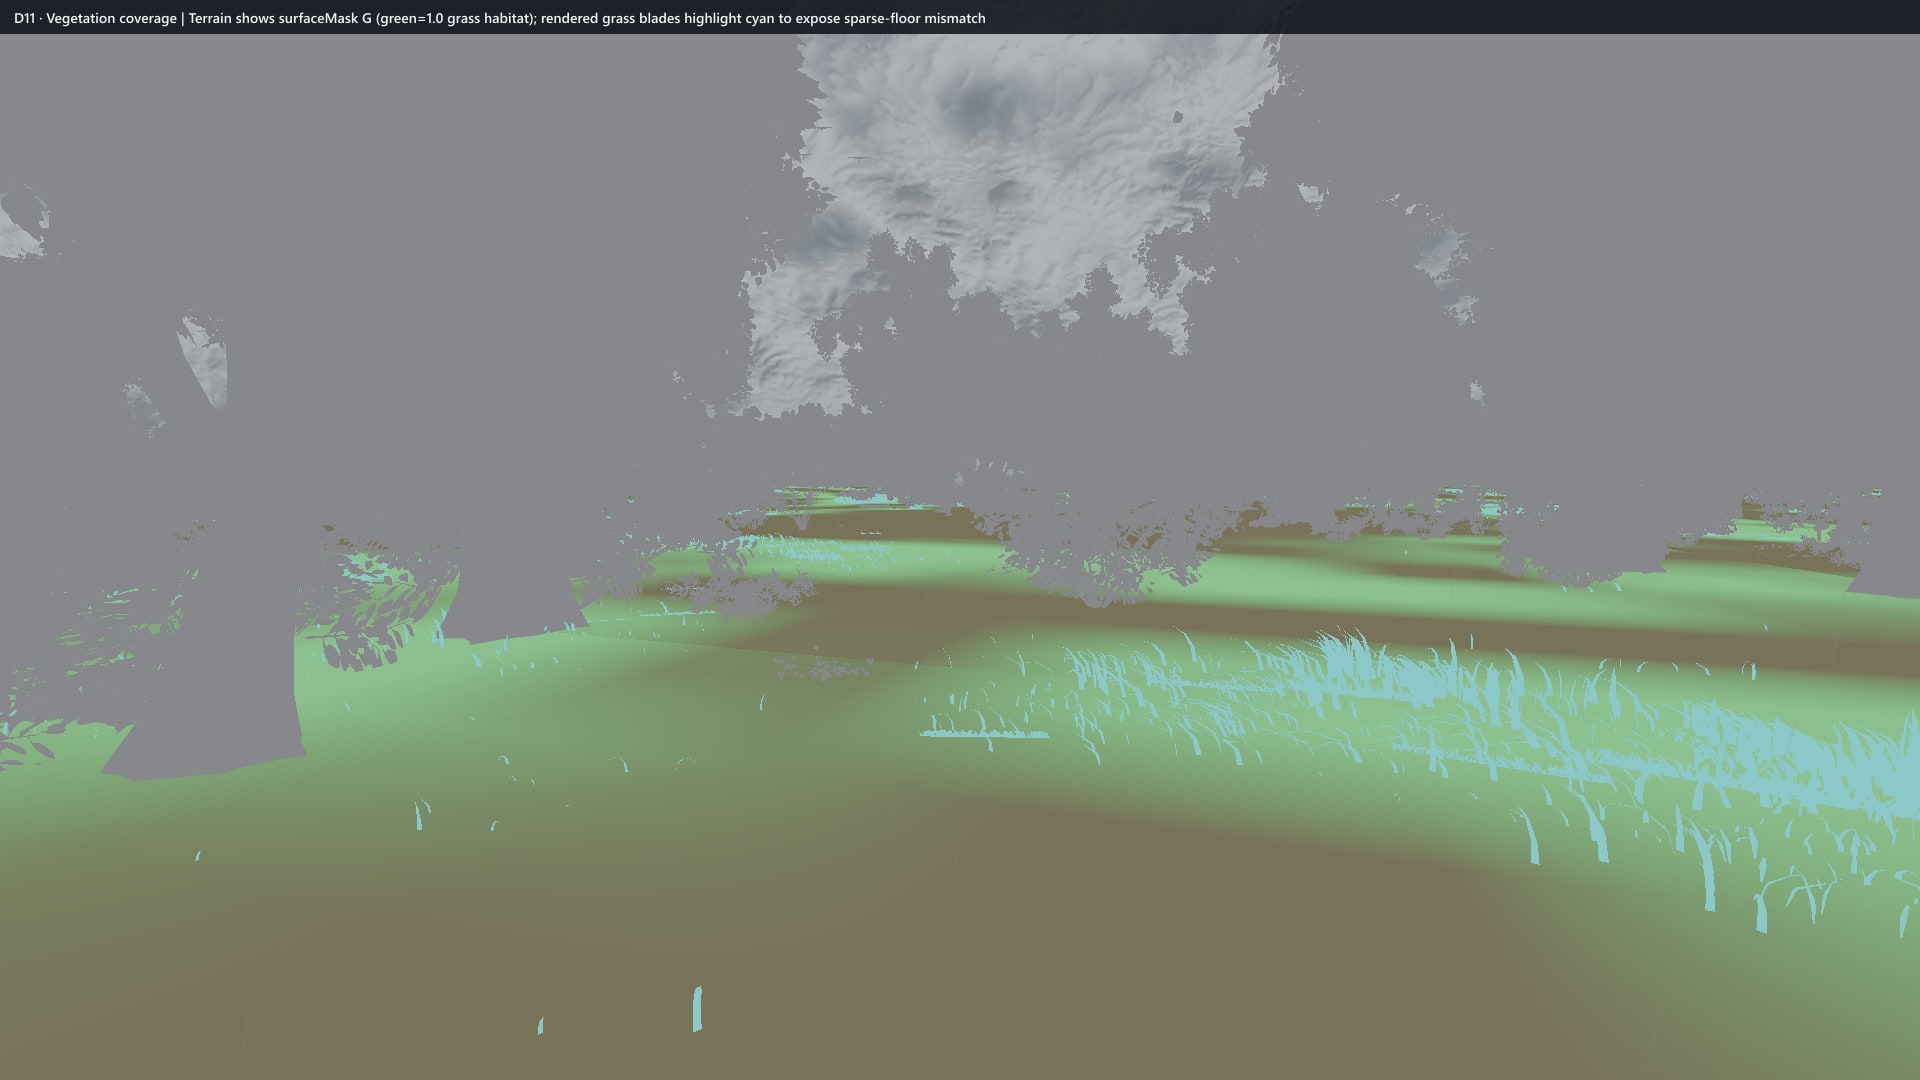 D11 · Vegetation coverage | Terrain shows surfaceMask G (green=1.0 grass habitat); rendered grass blades highlight cyan to expose sparse-floor mismatch